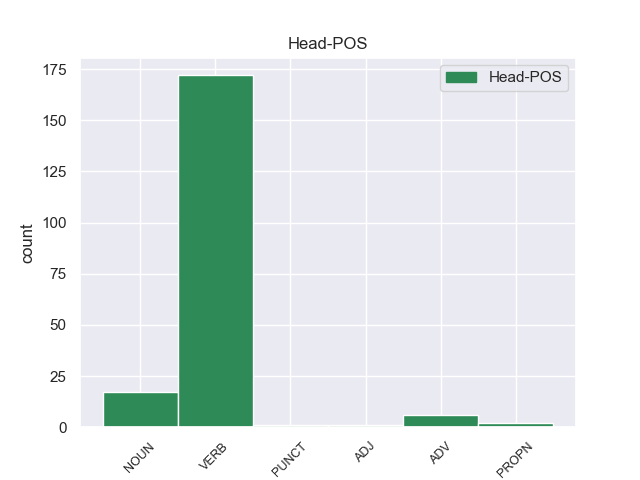 Head-POS
Head-POS
175
150
125
100
75
50
25
0
count
NOUN
VERB
PUNCT
ADJ
ADV
PROPN